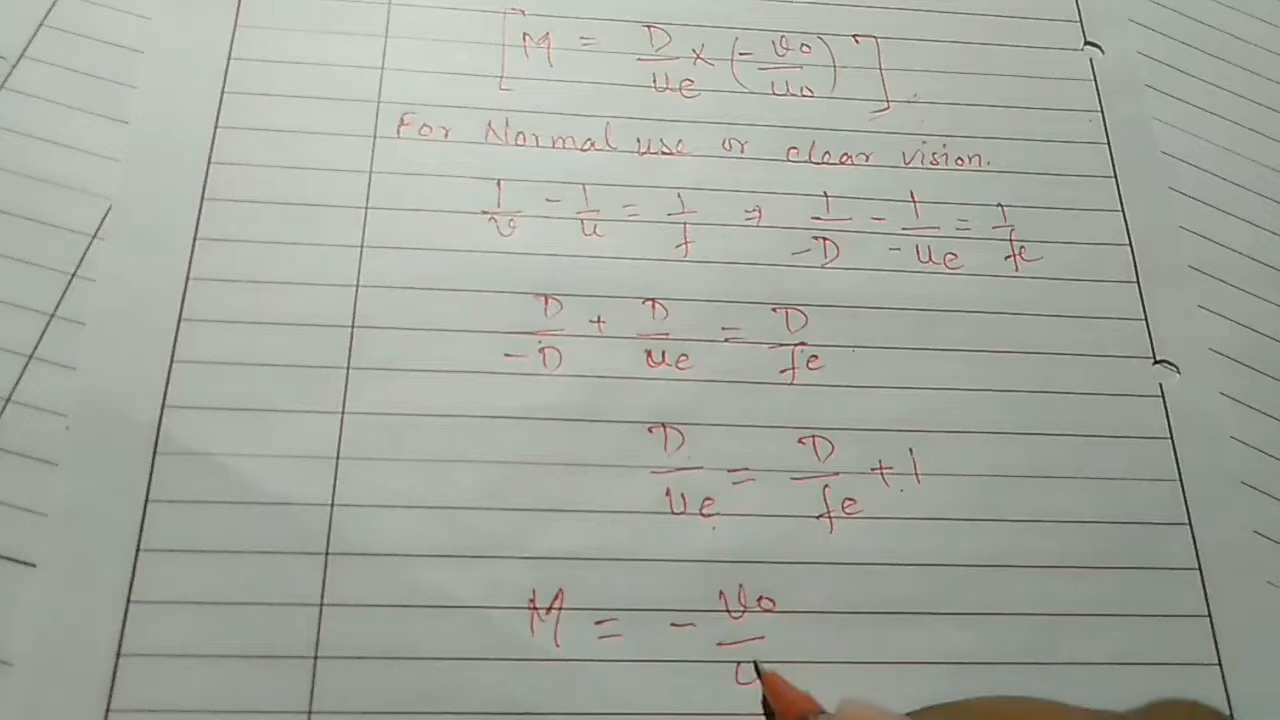 [M = D/ue × (-vo/uo)]
For Normal use or clear vision.
1/v - 1/u = 1/f ⇒ 1/-D - 1/-ue = 1/fe
D/-D + D/ue = D/fe
D/ue = D/fe + 1
M = - vo/u